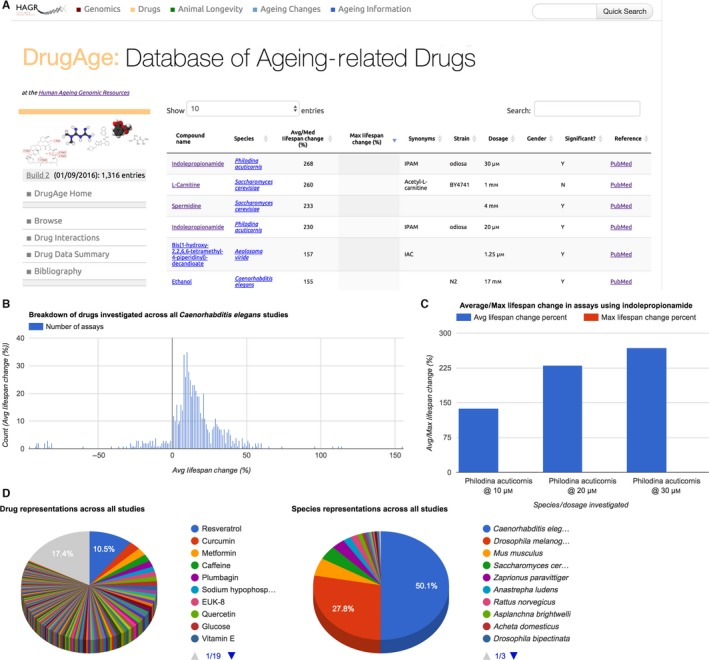 A
HAGR
Genomics
Drugs
Animal Longevity
Ageing Changes
Ageing Information
Quick Search
DrugAge: Database of Ageing-related Drugs
at the Human Ageing Genomic Resources
Show 10 entries
Search:
Build 2 (01/09/2016): 1,316 entries
DrugAge Home
Browse
Drug Interactions
Drug Data Summary
Bibliography
Compound name Species Avg/Med lifespan change (%) Max lifespan change (%) Synonyms Strain Dosage Gender Significant? Reference
Indolepropionamide Philodina acuticornis 268 IPAM odiosa 30 µM Y PubMed
L-Carnitine Saccharomyces cerevisiae 260 Acetyl-L-carnitine BY4741 1 mM N PubMed
Spermidine Saccharomyces cerevisiae 233 4 mM Y PubMed
Indolepropionamide Philodina acuticornis 230 IPAM odiosa 20 µM Y PubMed
Bis(1-hydroxy-2,2,6,6-tetramethyl-4-piperidinyl)-decandioate Aeolosoma viride 157 IAC 1.25 µM Y PubMed
Ethanol Caenorhabditis elegans 155 N2 17 mM Y PubMed
B
Breakdown of drugs investigated across all Caenorhabditis elegans studies
Number of assays
Count (Avg lifespan change (%))
40
30
20
10
0
−50 0 50 100 150
Avg lifespan change (%)
C
Average/Max lifespan change in assays using indolepropionamide
Avg lifespan change percent
Max lifespan change percent
Avg/Max lifespan change (%)
300
225
150
75
0
Philodina acuticornis @ 10 µM
Philodina acuticornis @ 20 µM
Philodina acuticornis @ 30 µM
Species/dosage investigated
D
Drug representations across all studies
17.4%
10.5%
Resveratrol
Curcumin
Metformin
Caffeine
Plumbagin
Sodium hypophosp…
EUK-8
Quercetin
Glucose
Vitamin E
1/19
Species representations across all studies
50.1%
27.8%
Caenorhabditis eleg…
Drosophila melanog…
Mus musculus
Saccharomyces cer…
Zaprionus paravittiger
Anastrepha ludens
Rattus norvegicus
Asplanchna brightwelli
Acheta domesticus
Drosophila bipectinata
1/3